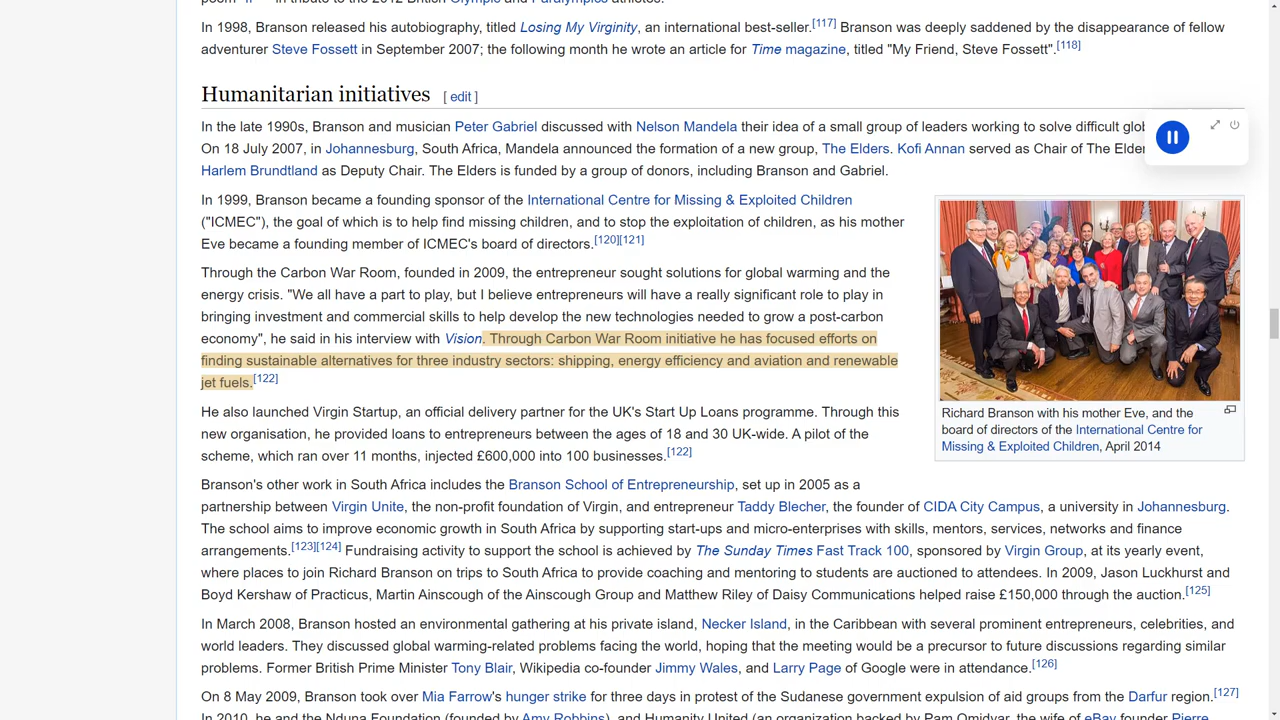 In 1998, Branson released his autobiography, titled Losing My Virginity, an international best-seller.[117] Branson was deeply saddened by the disappearance of fellow
adventurer Steve Fossett in September 2007; the following month he wrote an article for Time magazine, titled "My Friend, Steve Fossett".[118]
Humanitarian initiatives [ edit ]
In the late 1990s, Branson and musician Peter Gabriel discussed with Nelson Mandela their idea of a small group of leaders working to solve difficult
On 18 July 2007, in Johannesburg, South Africa, Mandela announced the formation of a new group, The Elders. Kofi Annan served as Chair of The
Harlem Brundtland as Deputy Chair. The Elders is funded by a group of donors, including Branson and Gabriel.
In 1999, Branson became a founding sponsor of the International Centre for Missing & Exploited Children
("ICMEC"), the goal of which is to help find missing children, and to stop the exploitation of children, as his mother
Eve became a founding member of ICMEC's board of directors.[120][121]
Through the Carbon War Room, founded in 2009, the entrepreneur sought solutions for global warming and the
energy crisis. "We all have a part to play, but I believe entrepreneurs will have a really significant role to play in
bringing investment and commercial skills to help develop the new technologies needed to grow a post-carbon
economy", he said in his interview with Vision. Through Carbon War Room initiative he has focused efforts on
finding sustainable alternatives for three industry sectors: shipping, energy efficiency and aviation and renewable
jet fuels.[122]
Richard Branson with his mother Eve, and the
board of directors of the International Centre for
Missing & Exploited Children, April 2014
He also launched Virgin Startup, an official delivery partner for the UK's Start Up Loans programme. Through this
new organisation, he provided loans to entrepreneurs between the ages of 18 and 30 UK-wide. A pilot of the
scheme, which ran over 11 months, injected £600,000 into 100 businesses.[122]
Branson's other work in South Africa includes the Branson School of Entrepreneurship, set up in 2005 as a
partnership between Virgin Unite, the non-profit foundation of Virgin, and entrepreneur Taddy Blecher, the founder of CIDA City Campus, a university in Johannesburg.
The school aims to improve economic growth in South Africa by supporting start-ups and micro-enterprises with skills, mentors, services, networks and finance
arrangements.[123][124] Fundraising activity to support the school is achieved by The Sunday Times Fast Track 100, sponsored by Virgin Group, at its yearly event,
where places to join Richard Branson on trips to South Africa to provide coaching and mentoring to students are auctioned to attendees. In 2009, Jason Luckhurst and
Boyd Kershaw of Practicus, Martin Ainscough of the Ainscough Group and Matthew Riley of Daisy Communications helped raise £150,000 through the auction.[125]
In March 2008, Branson hosted an environmental gathering at his private island, Necker Island, in the Caribbean with several prominent entrepreneurs, celebrities, and
world leaders. They discussed global warming-related problems facing the world, hoping that the meeting would be a precursor to future discussions regarding similar
problems. Former British Prime Minister Tony Blair, Wikipedia co-founder Jimmy Wales, and Larry Page of Google were in attendance.[126]
On 8 May 2009, Branson took over Mia Farrow's hunger strike for three days in protest of the Sudanese government expulsion of aid groups from the Darfur region.[127]
In 2010, he and the Nduna Foundation (founded by Amy Robbins), and Humanity United (an organization backed by Pam Omidyar, the wife of eBay founder Pierre